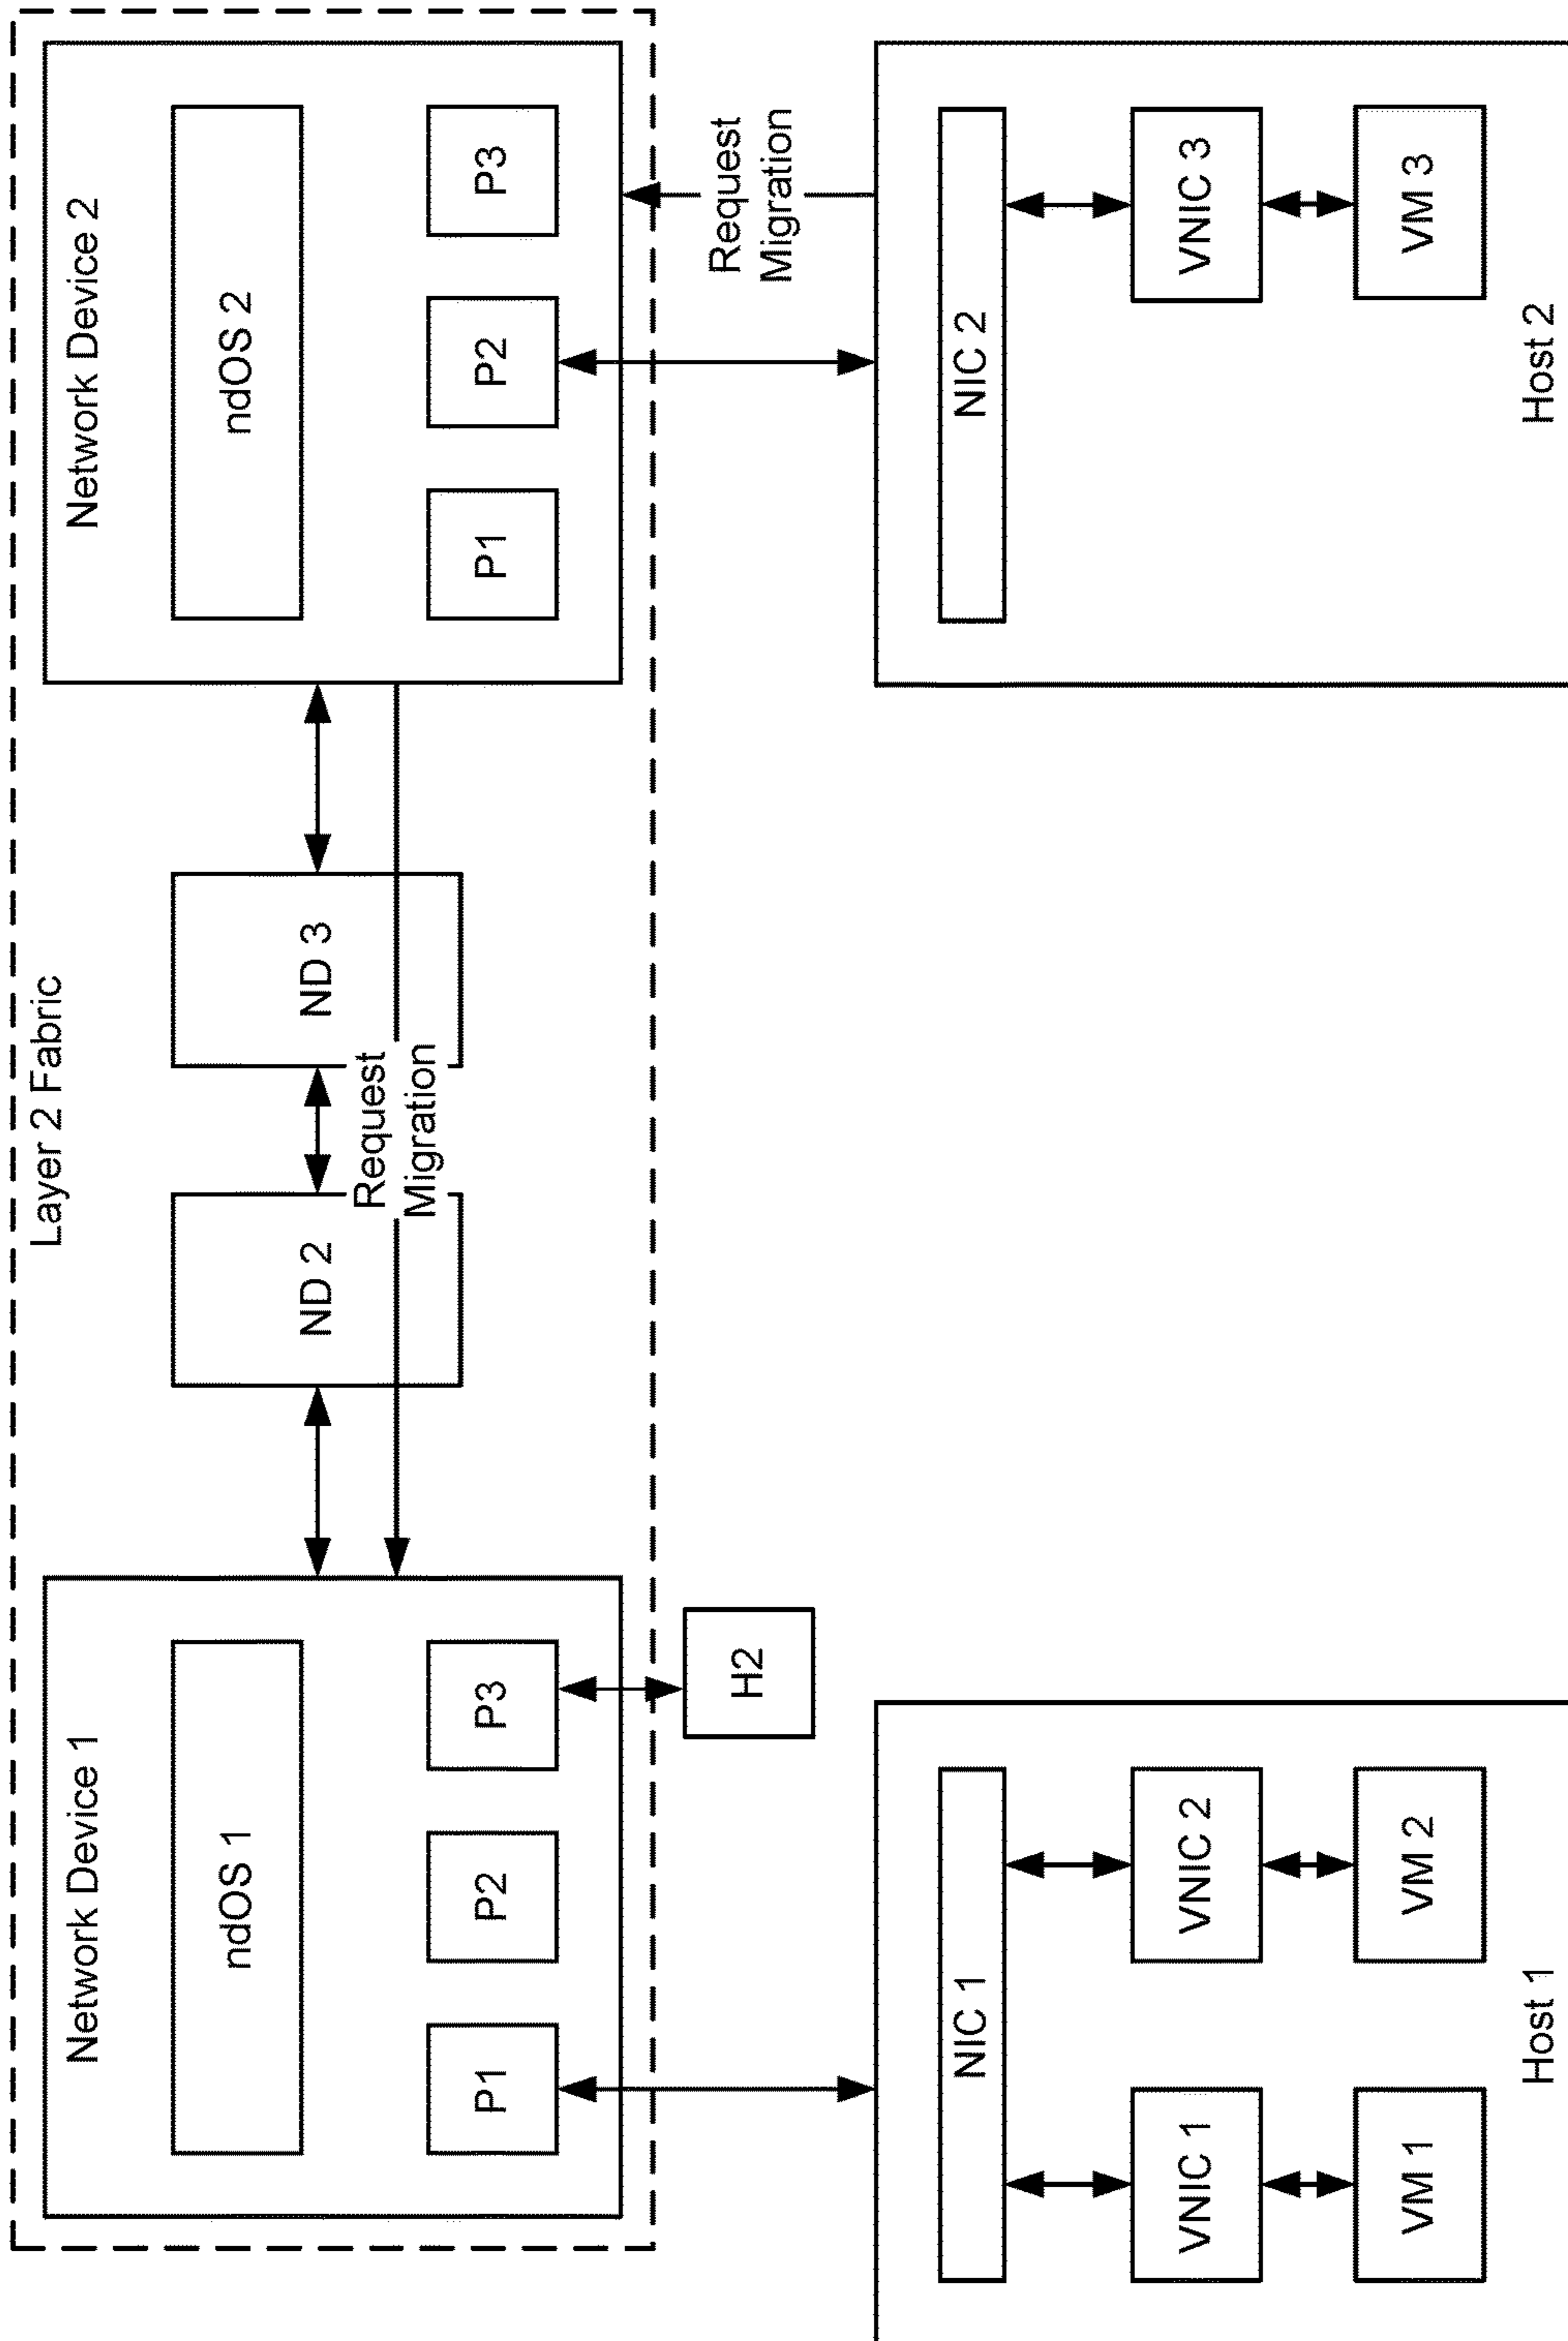 Layer 2 Fabric
Network Device 1
ndOS 1
P1
P2
P3
ND 2
ND 3
Request
Migration
Network Device 2
ndOS 2
P1
P2
P3
H2
Request
Migration
NIC 1
VNIC 1
VNIC 2
VM 1
VM 2
Host 1
NIC 2
VNIC 3
VM 3
Host 2